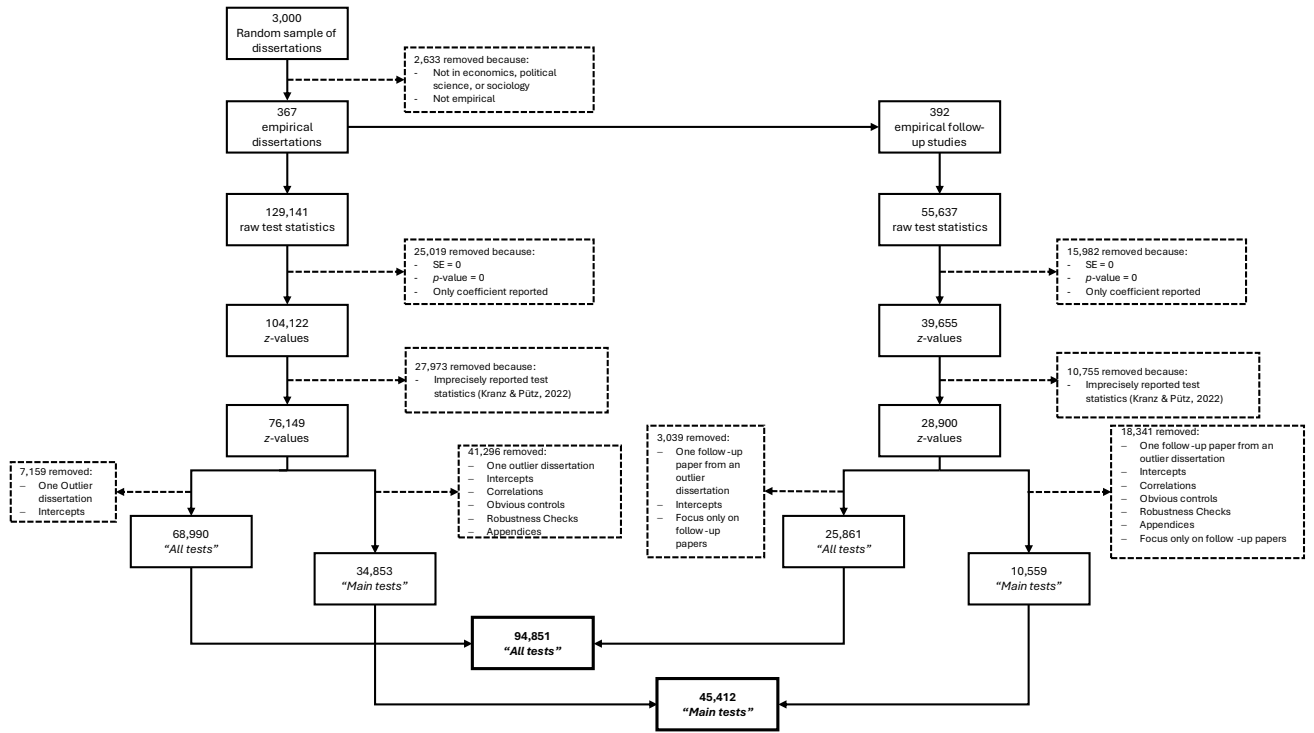 3,000
Random sample of
dissertations
2,633 removed because:
- Not in economics, political
science, or sociology
- Not empirical
367
empirical
dissertations
392
empirical follow-
up studies
129,141
raw test statistics
55,637
raw test statistics
25,019 removed because:
- SE = 0
- p-value = 0
- Only coefficient reported
15,982 removed because:
- SE = 0
- p-value = 0
- Only coefficient reported
104,122
z-values
39,655
z-values
27,973 removed because:
- Imprecisely reported test
statistics (Kranz & Pütz, 2022)
10,755 removed because:
- Imprecisely reported test
statistics (Kranz & Pütz, 2022)
76,149
z-values
28,900
z-values
7,159 removed:
– One Outlier
dissertation
– Intercepts
41,296 removed:
– One outlier dissertation
– Intercepts
– Correlations
– Obvious controls
– Robustness Checks
– Appendices
3,039 removed:
– One follow-up
paper from an
outlier
dissertation
– Intercepts
– Focus only on
follow-up
papers
18,341 removed:
– One follow-up paper from an
outlier dissertation
– Intercepts
– Correlations
– Obvious controls
– Robustness Checks
– Appendices
– Focus only on follow-up papers
68,990
“All tests”
34,853
“Main tests”
25,861
“All tests”
10,559
“Main tests”
94,851
“All tests”
45,412
“Main tests”